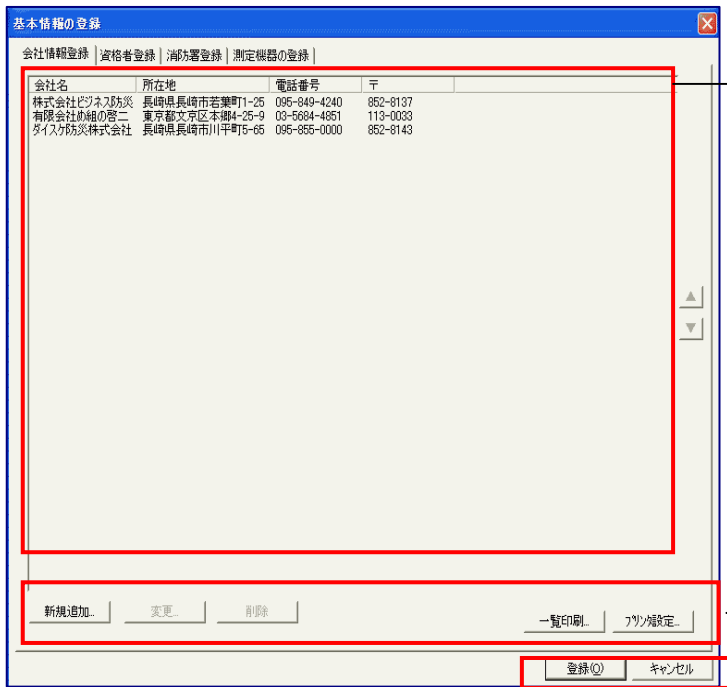 基本情報の登録
会社情報登録 資格者登録 消防署登録 測定機器の登録
会社名 所在地 電話番号 〒
株式会社ビジネス防災 長崎県長崎市若葉町1-25 095-849-4240 852-8137
有限会社め組の啓二 東京都文京区本郷4-25-9 03-5684-4851 113-0033
ダイスケ防災株式会社 長崎県長崎市川平町5-65 095-855-0000 852-8143
▲
▼
新規追加... 変更... 削除
一覧印刷... プリンタ設定...
登録(O) キャンセル